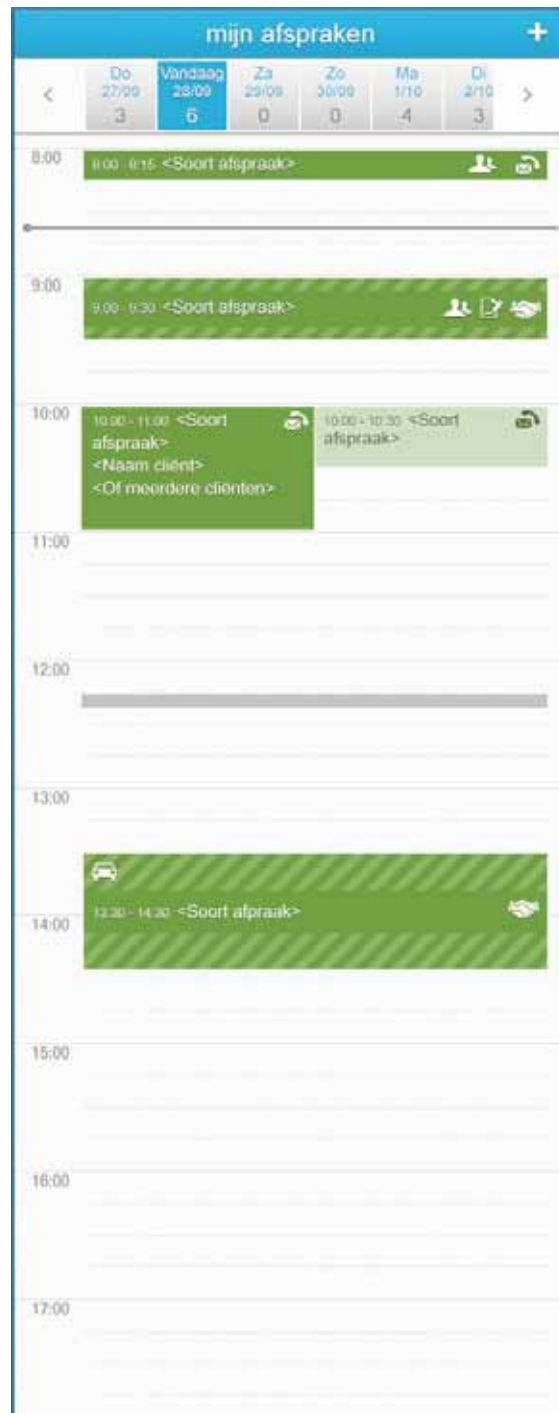 mijn afspraken
Do Vandaag Za Zo Ma Di
27/09 28/09 29/09 30/09 1/10 2/10
3 6 0 0 4 3
8:00
8:00 - 8:15 <Soort afspraak>
9:00
9:00 - 9:30 <Soort afspraak>
10:00
10:00 - 11:00 <Soort
afspraak>
<Naam cliënt>
<Of meerdere cliënten>
10:00 - 10:30 <Soort
afspraak>
11:00
12:00
13:00
13:30 - 14:30 <Soort afpraak>
14:00
15:00
16:00
17:00